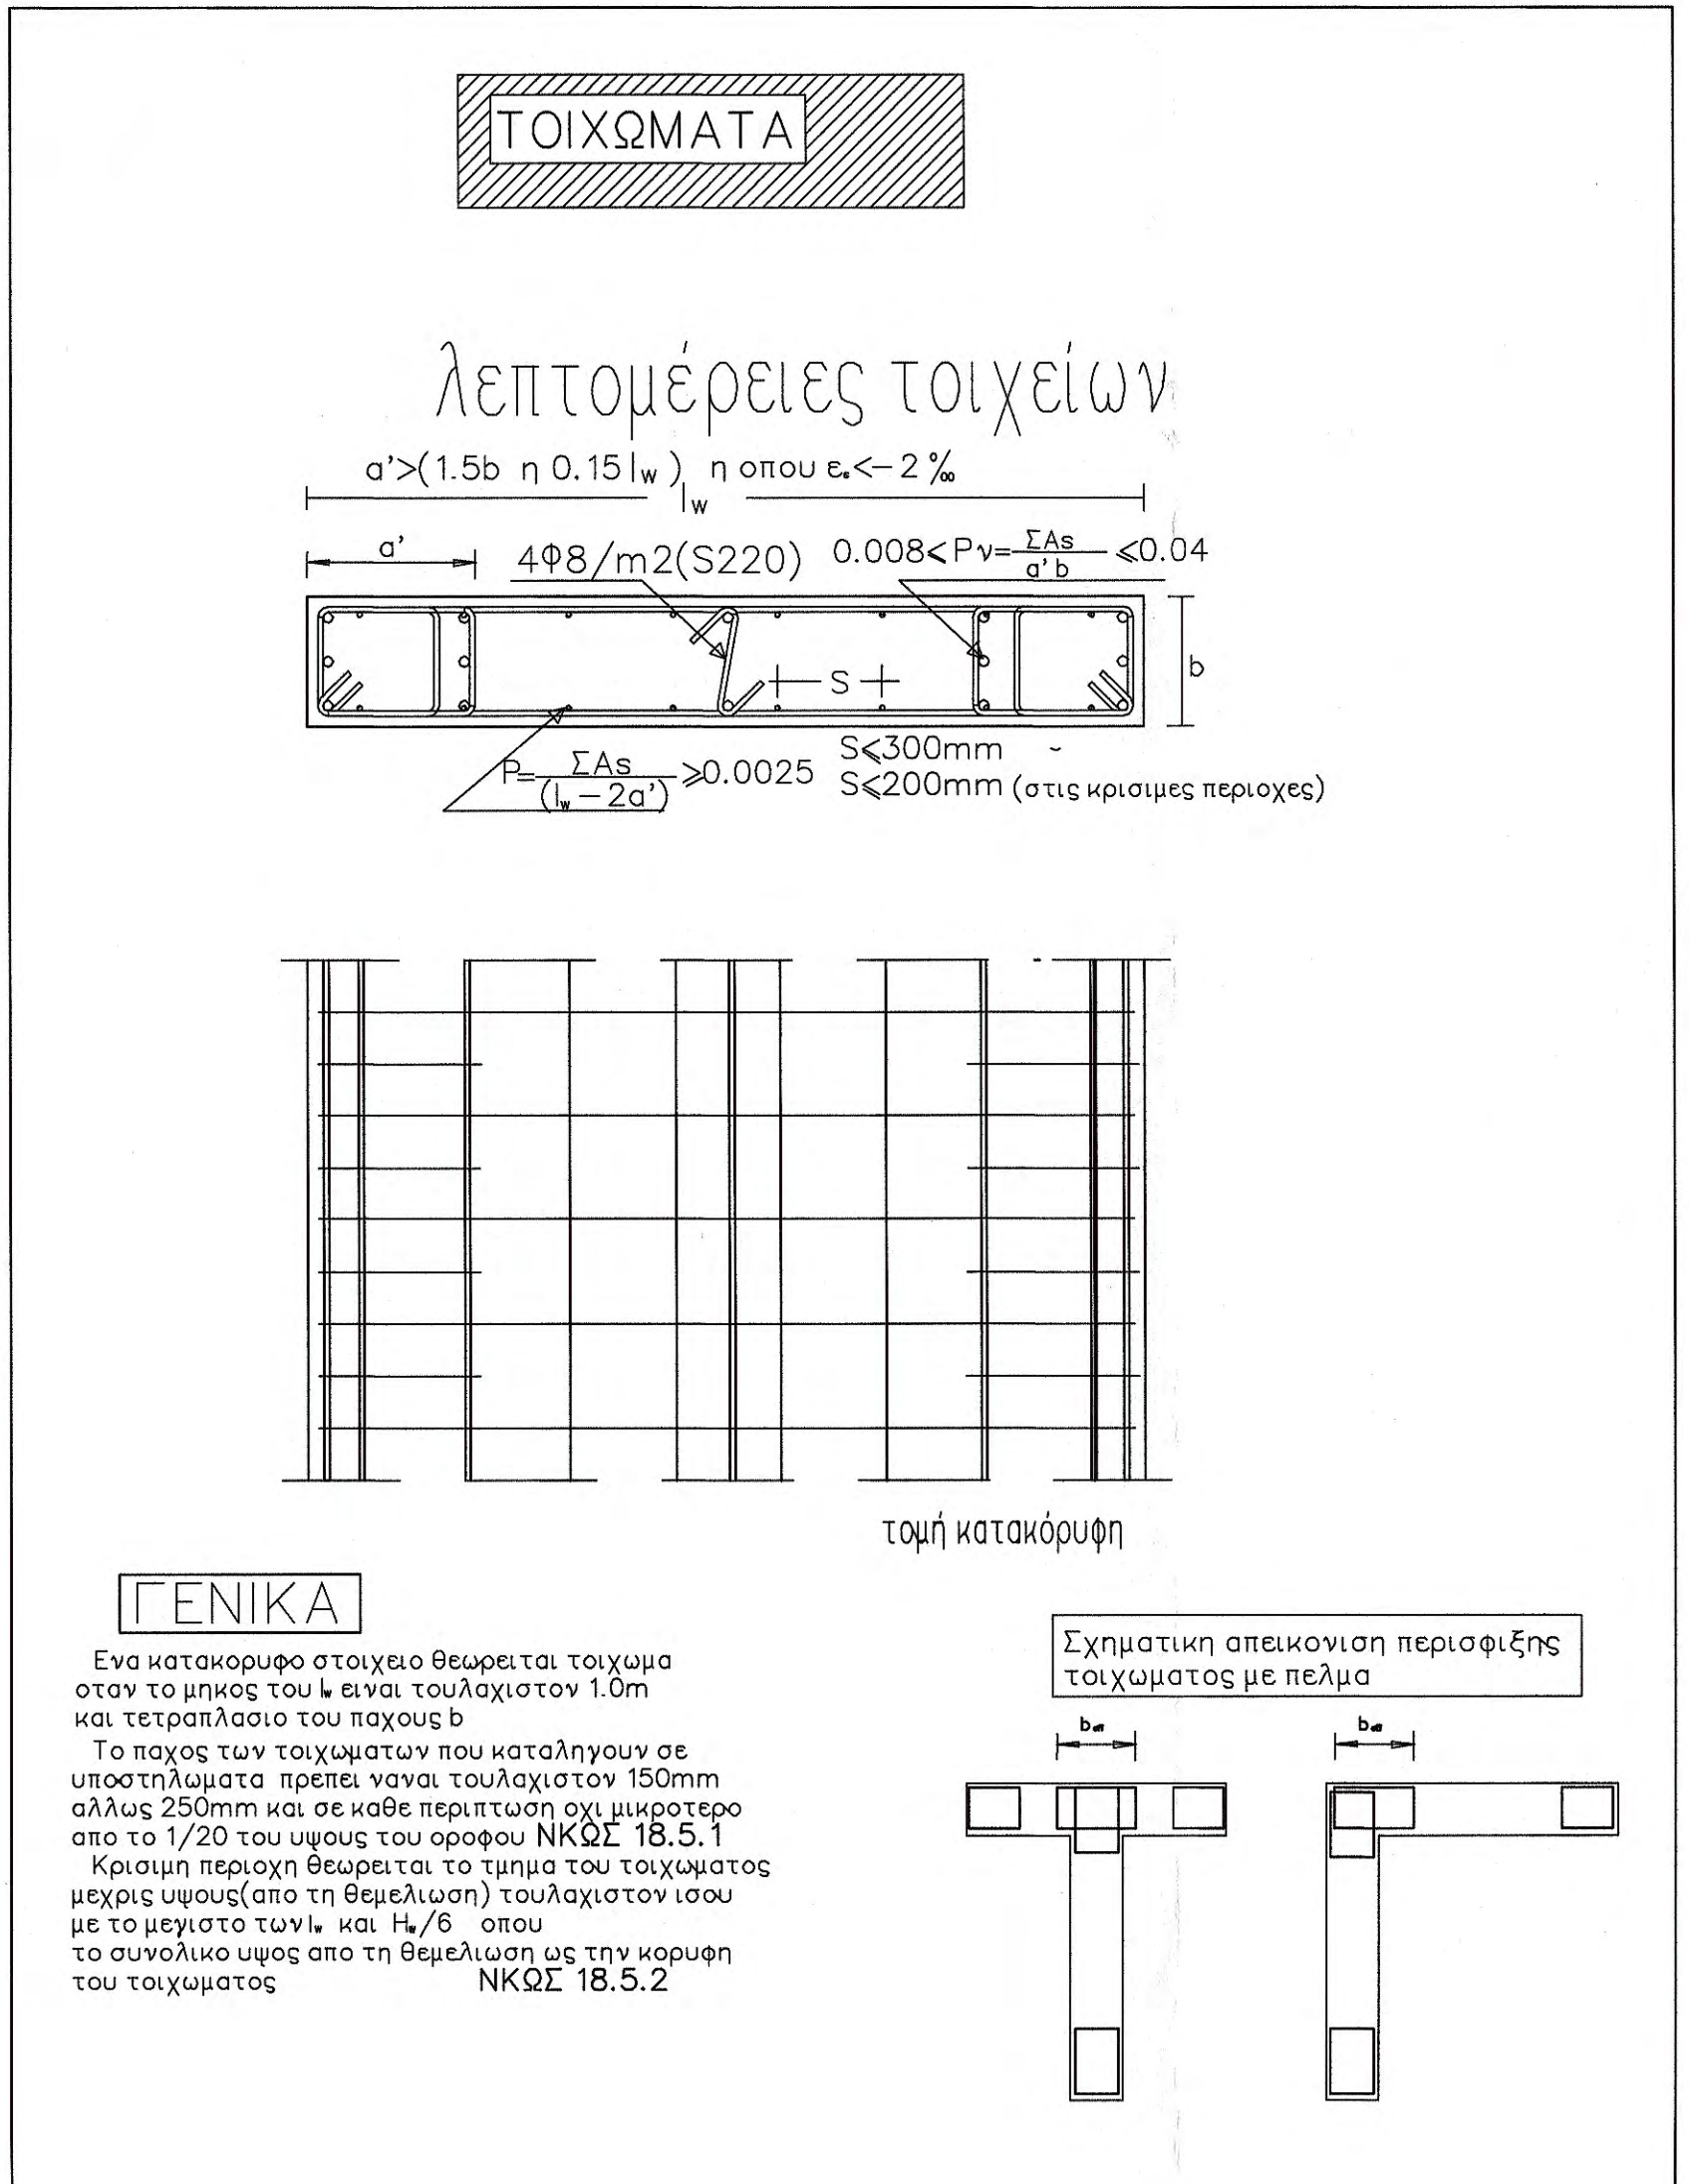 ΤΟΙΧΩΜΑΤΑ
λεπτομέρειες τοιχείων
a'>(1.5b η 0.15lw) η οπου εs<-2‰
lw
a'
4Φ8/m2(S220)
0.008<Pν=ΣAs/a'b ≤0.04
b
S
P=ΣAs/(lw-2a') ≥0.0025
S≤300mm
S≤200mm (στις κρισιμες περιοχες)
τομή κατακόρυφη
ΓΕΝΙΚΑ
Ενα κατακορυφο στοιχειο θεωρειται τοιχωμα
οταν το μηκος του lw ειναι τουλαχιστον 1.0m
και τετραπλασιο του παχους b
Το παχος των τοιχωματων που καταληγουν σε
υποστηλωματα πρεπει ναναι τουλαχιστον 150mm
αλλως 250mm και σε καθε περιπτωση οχι μικροτερο
απο το 1/20 του υψους του οροφου ΝΚΩΣ 18.5.1
Κρισιμη περιοχη θεωρειται το τμημα του τοιχωματος
μεχρις υψους(απο τη θεμελιωση) τουλαχιστον ισου
με το μεγιστο των lw και Hw/6 οπου
το συνολικο υψος απο τη θεμελιωση ως την κορυφη
του τοιχωματος ΝΚΩΣ 18.5.2
Σχηματικη απεικονιση περισφιξης
τοιχωματος με πελμα
beff
beff